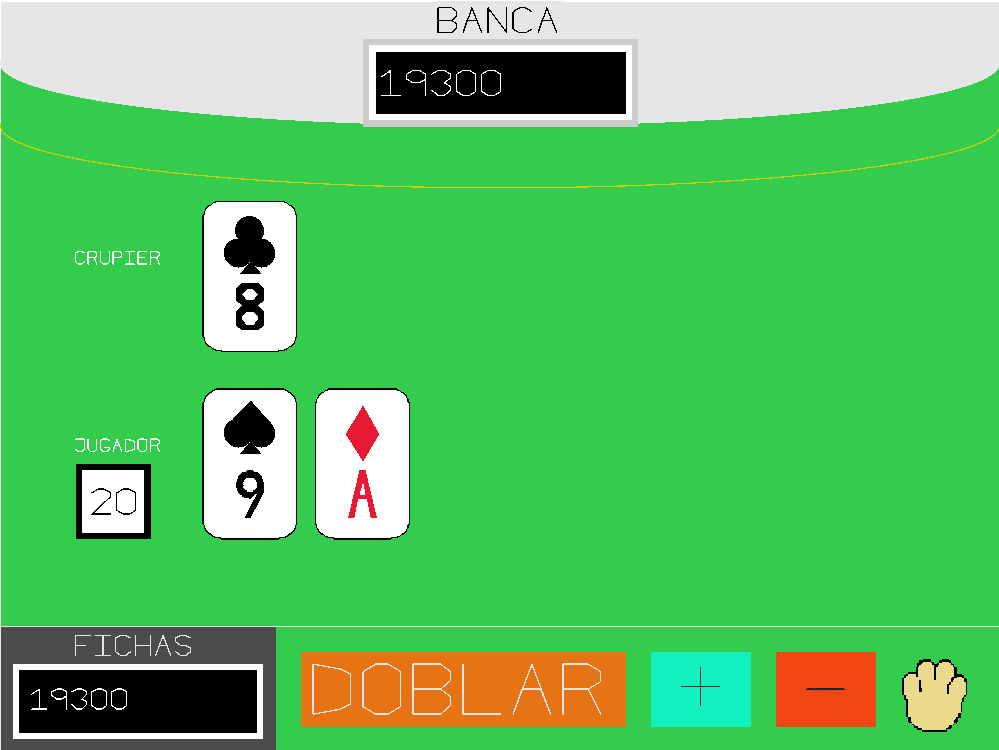 BANCA
19300
CRUPIER
8
JUGADOR
20
9
A
FICHAS
19300
DOBLAR
+
—